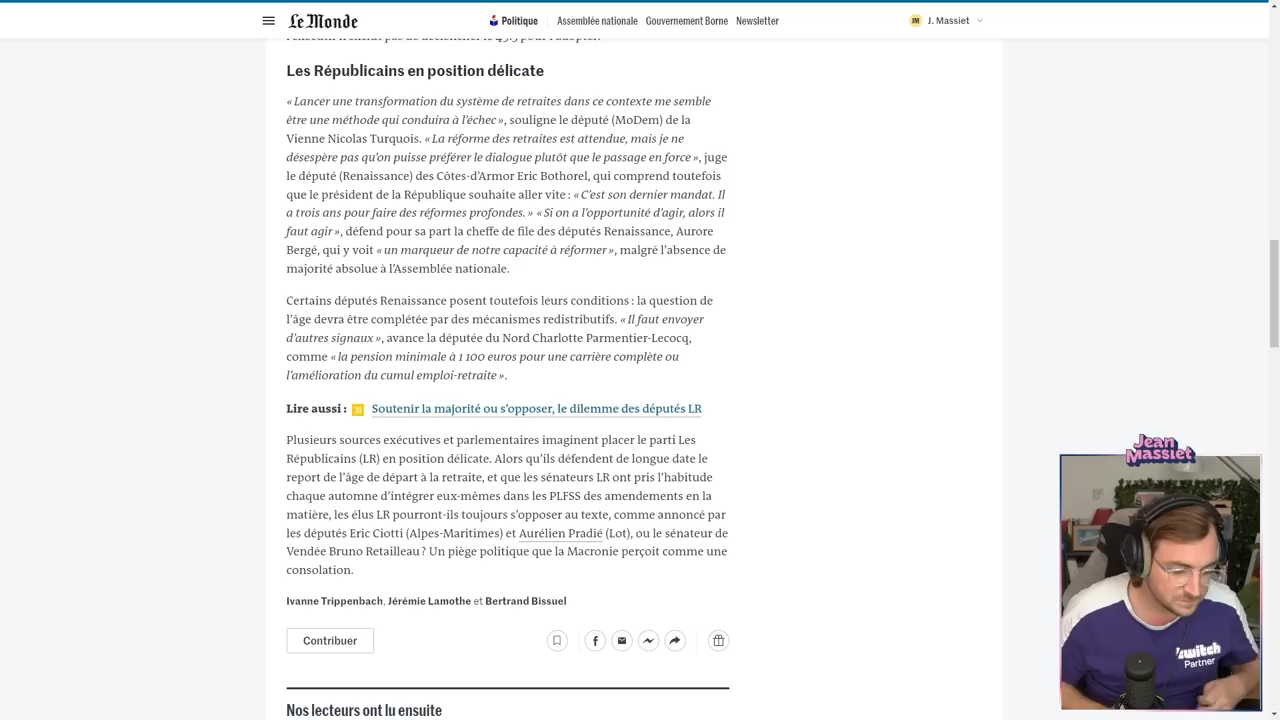 Le Monde
Politique
Assemblée nationale
Gouvernement Borne
Newsletter
JM
J. Massiet
Les Républicains en position délicate
« Lancer une transformation du système de retraites dans ce contexte me semble
être une méthode qui conduira à l'échec », souligne le député (MoDem) de la
Vienne Nicolas Turquois. « La réforme des retraites est attendue, mais je ne
désespère pas qu'on puisse préférer le dialogue plutôt que le passage en force », juge
le député (Renaissance) des Côtes-d'Armor Eric Bothorel, qui comprend toutefois
que le président de la République souhaite aller vite : « C'est son dernier mandat. Il
a trois ans pour faire des réformes profondes. » « Si on a l'opportunité d'agir, alors il
faut agir », défend pour sa part la cheffe de file des députés Renaissance, Aurore
Bergé, qui y voit « un marqueur de notre capacité à réformer », malgré l'absence de
majorité absolue à l'Assemblée nationale.
Certains députés Renaissance posent toutefois leurs conditions : la question de
l'âge devra être complétée par des mécanismes redistributifs. « Il faut envoyer
d'autres signaux », avance la députée du Nord Charlotte Parmentier-Lecocq,
comme « la pension minimale à 1 100 euros pour une carrière complète ou
l'amélioration du cumul emploi-retraite ».
Lire aussi : Soutenir la majorité ou s'opposer, le dilemme des députés LR
Plusieurs sources exécutives et parlementaires imaginent placer le parti Les
Républicains (LR) en position délicate. Alors qu'ils défendent de longue date le
report de l'âge de départ à la retraite, et que les sénateurs LR ont pris l'habitude
chaque automne d'intégrer eux-mêmes dans les PLFSS des amendements en la
matière, les élus LR pourront-ils toujours s'opposer au texte, comme annoncé par
les députés Eric Ciotti (Alpes-Maritimes) et Aurélien Pradié (Lot), ou le sénateur de
Vendée Bruno Retailleau ? Un piège politique que la Macronie perçoit comme une
consolation.
Ivanne Trippenbach, Jérémie Lamothe et Bertrand Bissuel
Contribuer
Nos lecteurs ont lu ensuite
Jean
Massiet
twitch
Partner